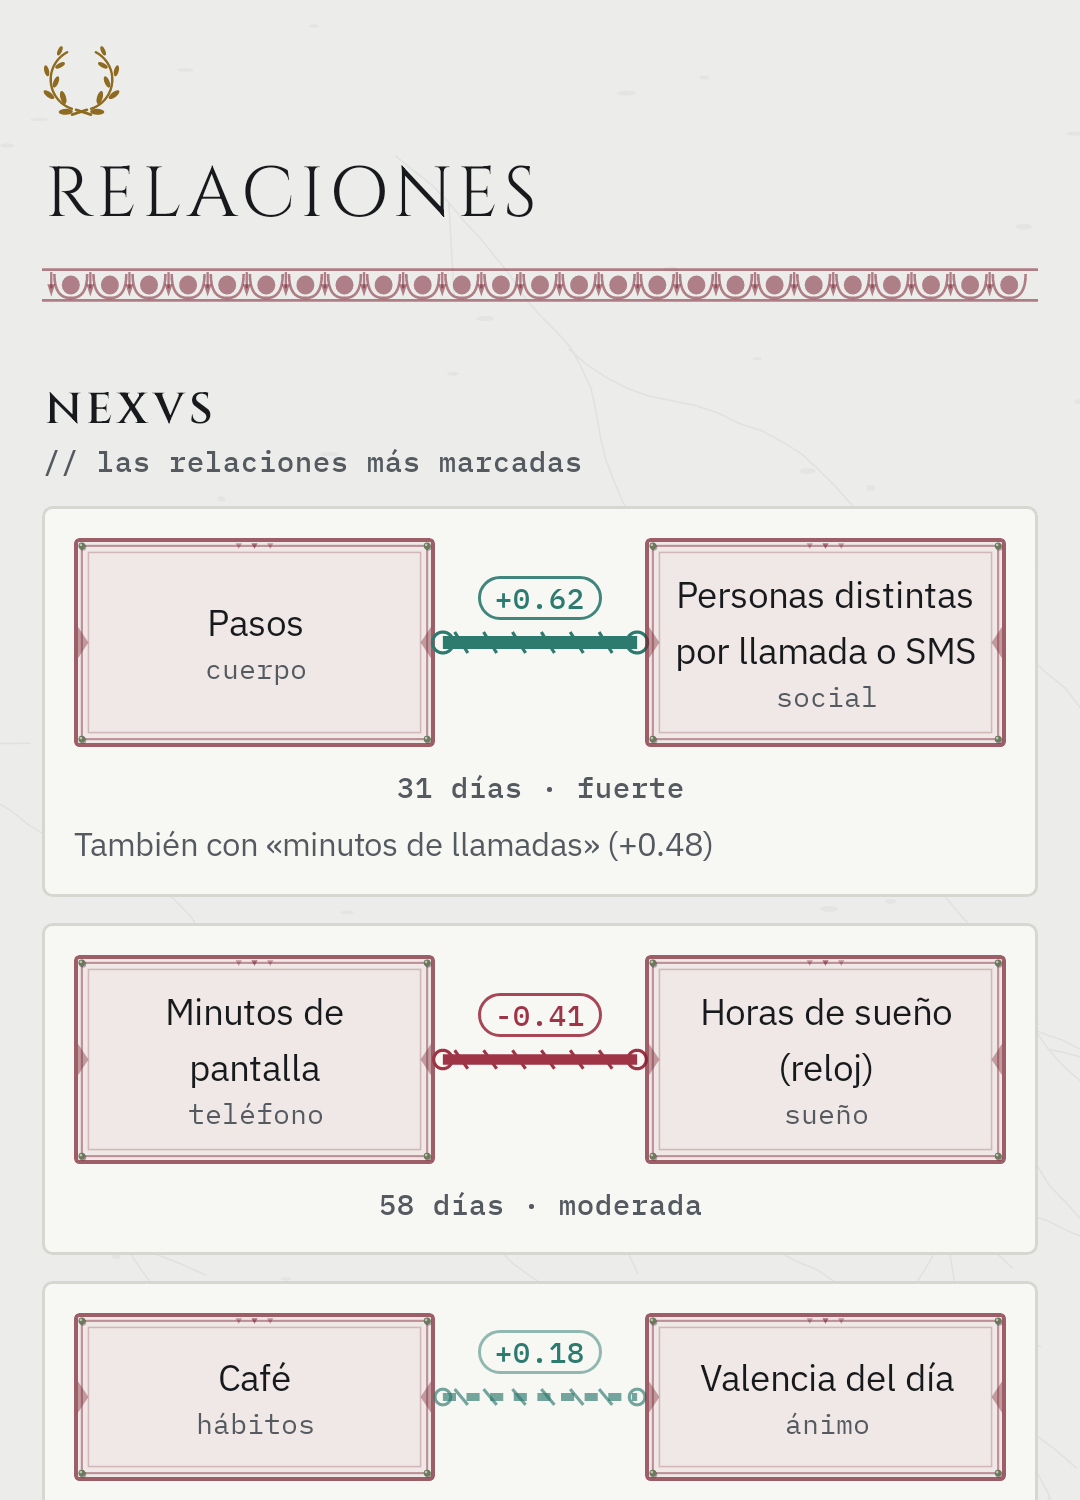 RELACIONES
NEXVS
// las relaciones más marcadas
Pasos
cuerpo
+0.62
Personas distintas
por llamada o SMS
social
31 días · fuerte
También con «minutos de llamadas» (+0.48)
Minutos de
pantalla
teléfono
-0.41
Horas de sueño
(reloj)
sueño
58 días · moderada
Café
hábitos
+0.18
Valencia del día
ánimo